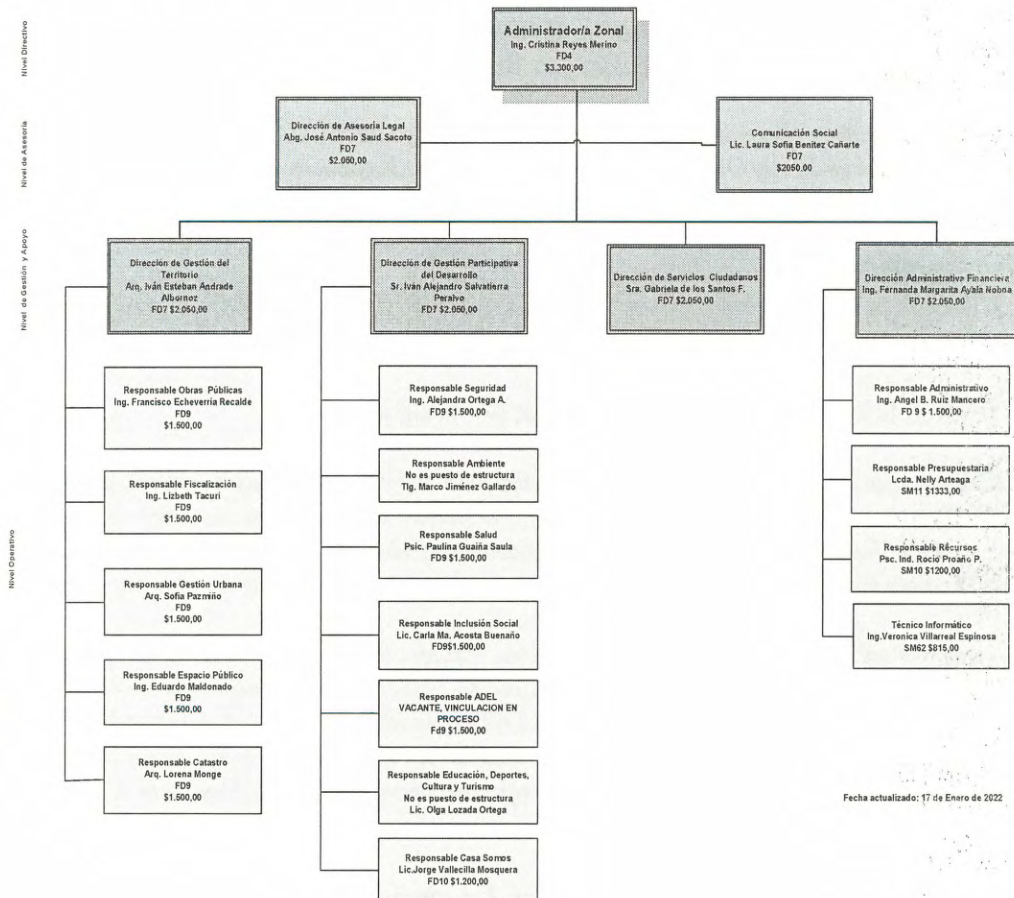 Nivel Directivo
Administrador/a Zonal
Ing. Cristina Reyes Merino
FD4
$3.300,00
Nivel de Asesoría
Dirección de Asesoría Legal
Abg. José Antonio Saud Sacoto
FD7
$2.050,00
Comunicación Social
Lic. Laura Sofia Benítez Cañarte
FD7
$2050.00
Nivel de Gestión y Apoyo
Dirección de Gestión del
Territorio
Arq. Iván Esteban Andrade
Albornoz
FD7 $2.050,00
Dirección de Gestión Participativa
del Desarrollo
Sr. Iván Alejandro Salvatierra
Peralvo
FD7 $2.050,00
Dirección de Servicios Ciudadanos
Sra. Gabriela de los Santos F.
FD7 $2.050,00
Dirección Administrativa Financiera
Ing. Fernanda Margarita Ayala Noboa
FD7 $2.050,00
Nivel Operativo
Responsable Obras Públicas
Ing. Francisco Echeverría Recalde
FD9
$1.500,00
Responsable Fiscalización
Ing. Lizbeth Tacuri
FD9
$1.500,00
Responsable Gestión Urbana
Arq. Sofía Pazmiño
FD9
$1.500,00
Responsable Espacio Público
Ing. Eduardo Maldonado
FD9
$1.500,00
Responsable Catastro
Arq. Lorena Monge
FD9
$1.500,00
Responsable Seguridad
Ing. Alejandra Ortega A.
FD9 $1.500,00
Responsable Ambiente
No es puesto de estructura
Tlg. Marco Jiménez Gallardo
Responsable Salud
Psic. Paulina Guaiña Saula
FD9 $1.500,00
Responsable Inclusión Social
Lic. Carla Ma. Acosta Buenaño
FD9$1.500,00
Responsable ADEL
VACANTE, VINCULACION EN
PROCESO
Fd9 $1.500,00
Responsable Educación, Deportes,
Cultura y Turismo
No es puesto de estructura
Lic. Olga Lozada Ortega
Responsable Casa Somos
Lic.Jorge Vallecilla Mosquera
FD10 $1.200,00
Responsable Administrativo
Ing. Angel B. Ruiz Mancero
FD 9 $ 1.500,00
Responsable Presupuestaria
Lcda. Nelly Arteaga
SM11 $1333,00
Responsable Recursos
Psc. Ind. Rocío Proaño P.
SM10 $1200,00
Técnico Informático
Ing.Veronica Villarreal Espinosa
SM62 $815,00
Fecha actualizado: 17 de Enero de 2022